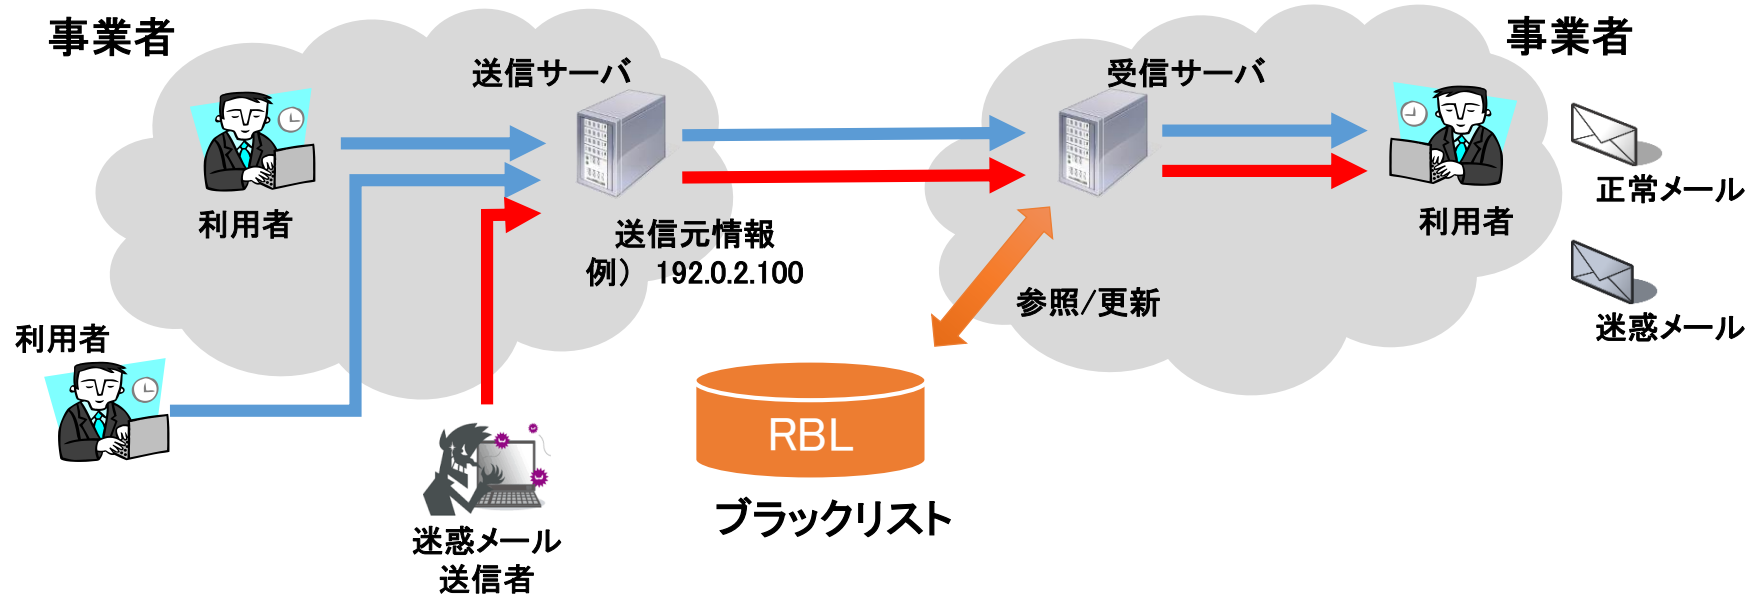 事業者
送信サーバ
利用者
送信元情報
例） 192.0.2.100
利用者
迷惑メール
送信者
RBL
ブラックリスト
参照/更新
事業者
受信サーバ
利用者
正常メール
迷惑メール